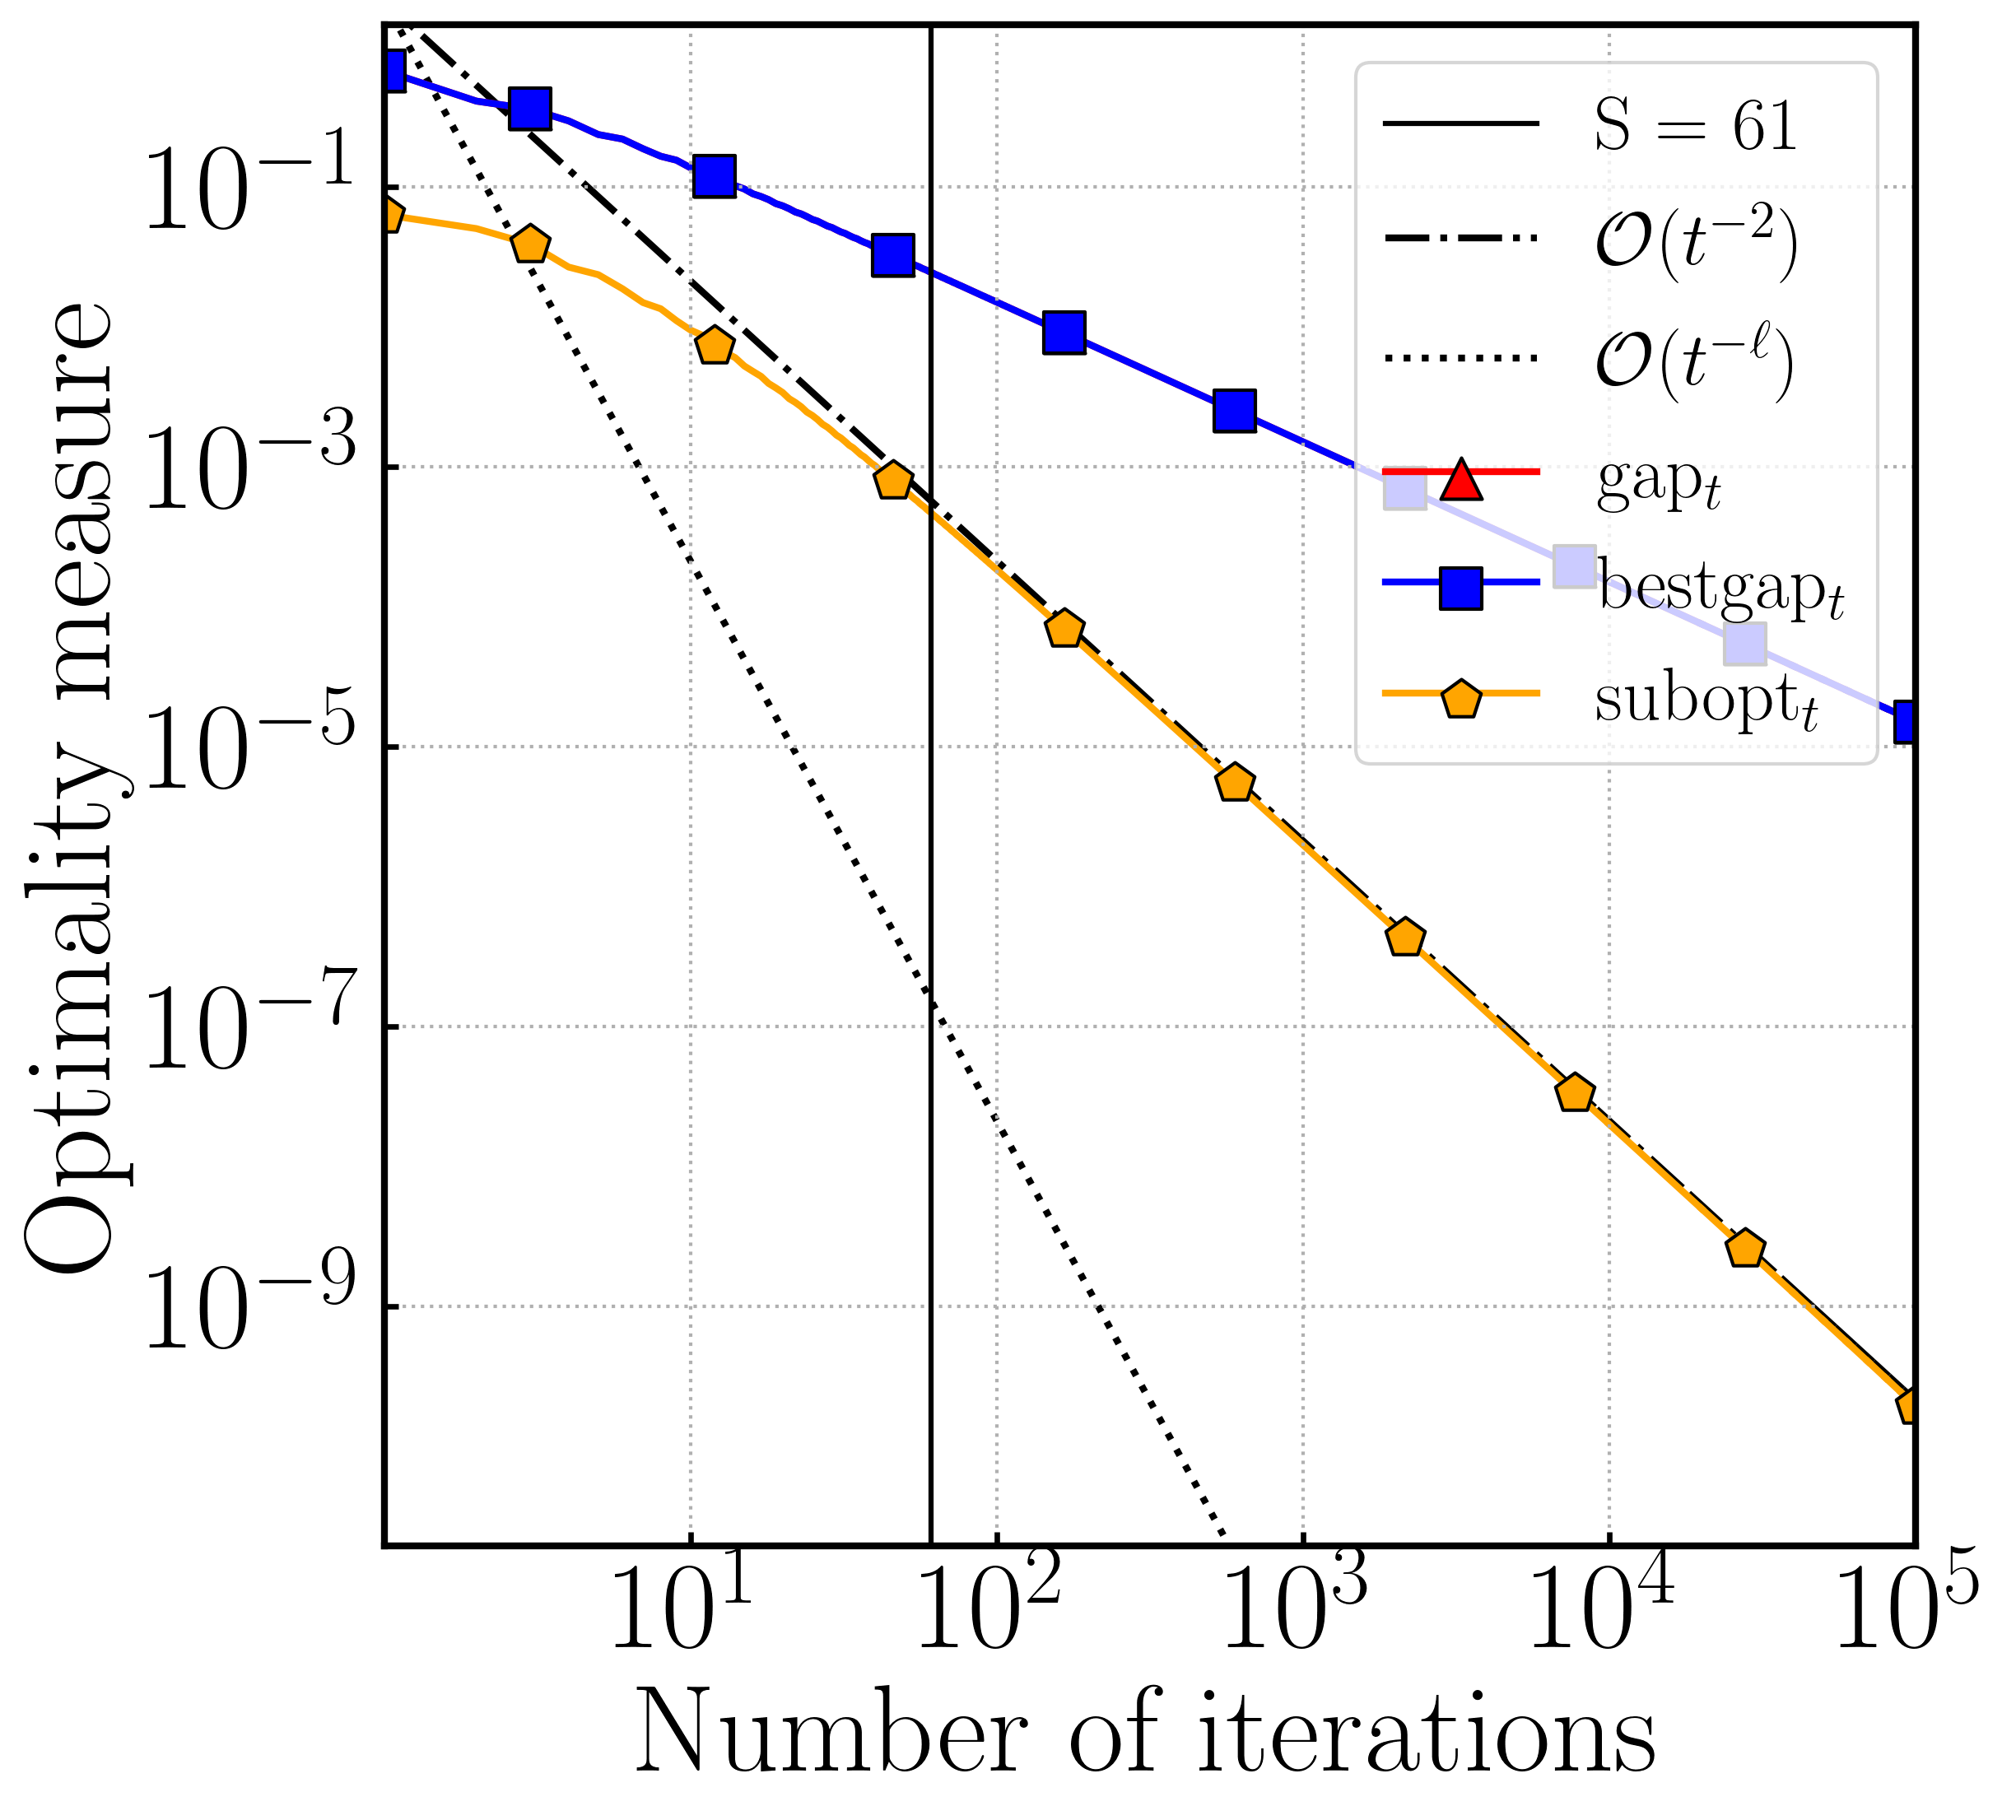 Optimality measure
10⁻¹
10⁻³
10⁻⁵
10⁻⁷
10⁻⁹
S = 61
𝒪(t⁻²)
𝒪(t^{−ℓ})
gapₜ
bestgapₜ
suboptₜ
10¹ 10² 10³ 10⁴ 10⁵
Number of iterations